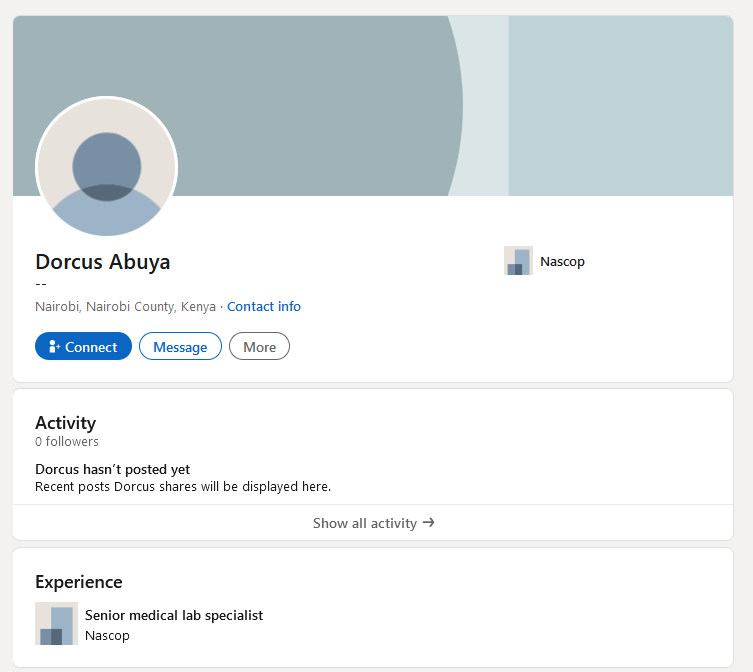 Dorcus Abuya
Nascop
--
Nairobi, Nairobi County, Kenya · Contact info
Connect
Message
More
Activity
0 followers
Dorcus hasn’t posted yet
Recent posts Dorcus shares will be displayed here.
Show all activity →
Experience
Senior medical lab specialist
Nascop